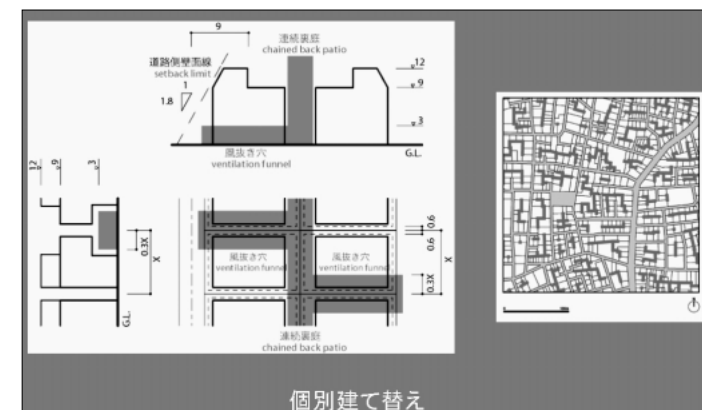 9
連続裏庭
chained back patio
道路側壁面線
setback limit
1
1.8
12
9
3
風抜き穴
ventilation funnel
G.L.
12
9
3
0.3X
X
G.L.
0.6
0.6
X
0.3X
風抜き穴
ventilation funnel
風抜き穴
ventilation funnel
連続裏庭
chained back patio
個別建て替え